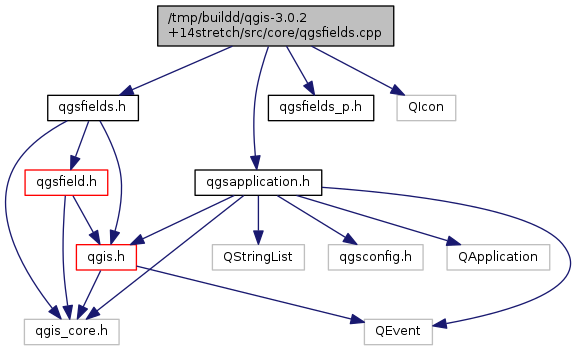 /tmp/buildd/qgis-3.0.2
+14stretch/src/core/qgsfields.cpp
qgsfields.h
qgsfields_p.h
QIcon
qgsfield.h
qgsapplication.h
qgis.h
QStringList
qgsconfig.h
QApplication
qgis_core.h
QEvent